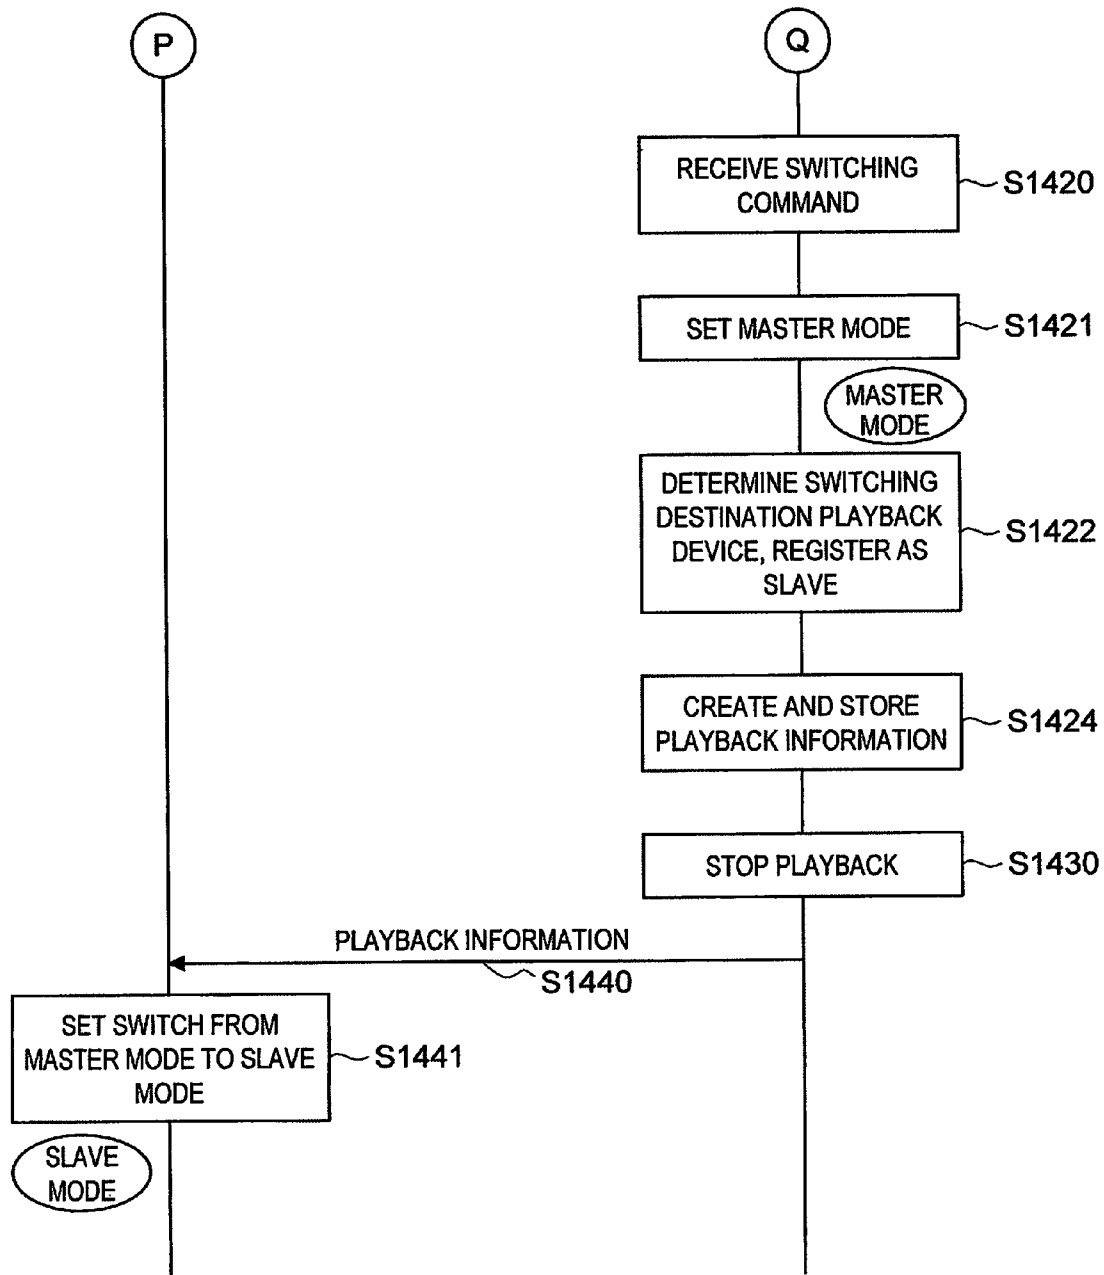 P
Q
RECEIVE SWITCHING
COMMAND
S1420
SET MASTER MODE
S1421
MASTER
MODE
DETERMINE SWITCHING
DESTINATION PLAYBACK
DEVICE, REGISTER AS
SLAVE
S1422
CREATE AND STORE
PLAYBACK INFORMATION
S1424
STOP PLAYBACK
S1430
PLAYBACK INFORMATION
S1440
SET SWITCH FROM
MASTER MODE TO SLAVE
MODE
S1441
SLAVE
MODE